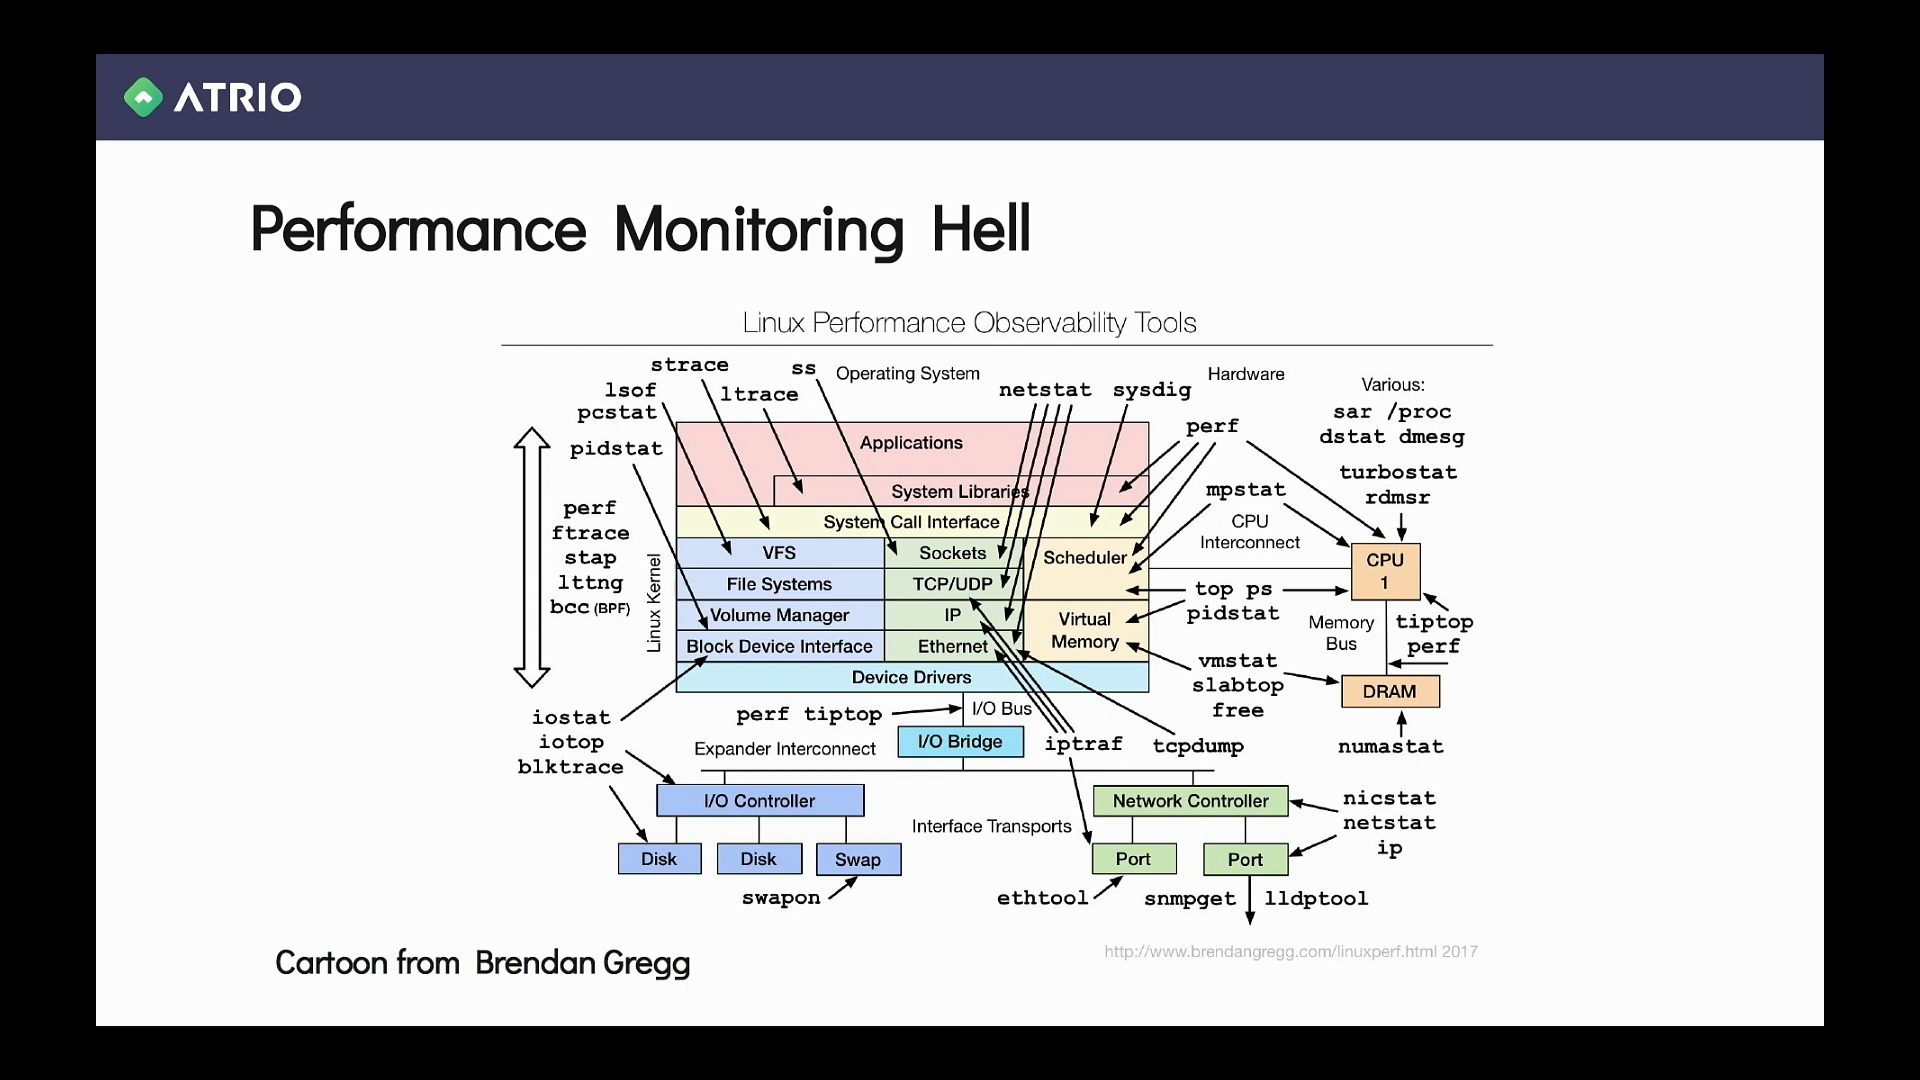 ATRIO
Performance Monitoring Hell
Linux Performance Observability Tools
strace
ss
Operating System
Hardware
lsof
ltrace
netstat
sysdig
Various:
pcstat
sar /proc
perf
dstat dmesg
pidstat
Applications
turbostat
rdmsr
System Libraries
mpstat
perf
ftrace
stap
lttng
bcc (BPF)
Linux Kernel
System Call Interface
CPU
Interconnect
VFS
Sockets
Scheduler
CPU
1
File Systems
TCP/UDP
top ps
pidstat
Volume Manager
IP
Virtual
Memory
Memory
Bus
tiptop
perf
Block Device Interface
Ethernet
vmstat
slabtop
free
Device Drivers
DRAM
iostat
iotop
blktrace
perf tiptop
I/O Bus
Expander Interconnect
I/O Bridge
iptraf
tcpdump
numastat
I/O Controller
Network Controller
nicstat
netstat
ip
Interface Transports
Disk
Disk
Swap
Port
Port
swapon
ethtool
snmpget
lldptool
http://www.brendangregg.com/linuxperf.html 2017
Cartoon from Brendan Gregg